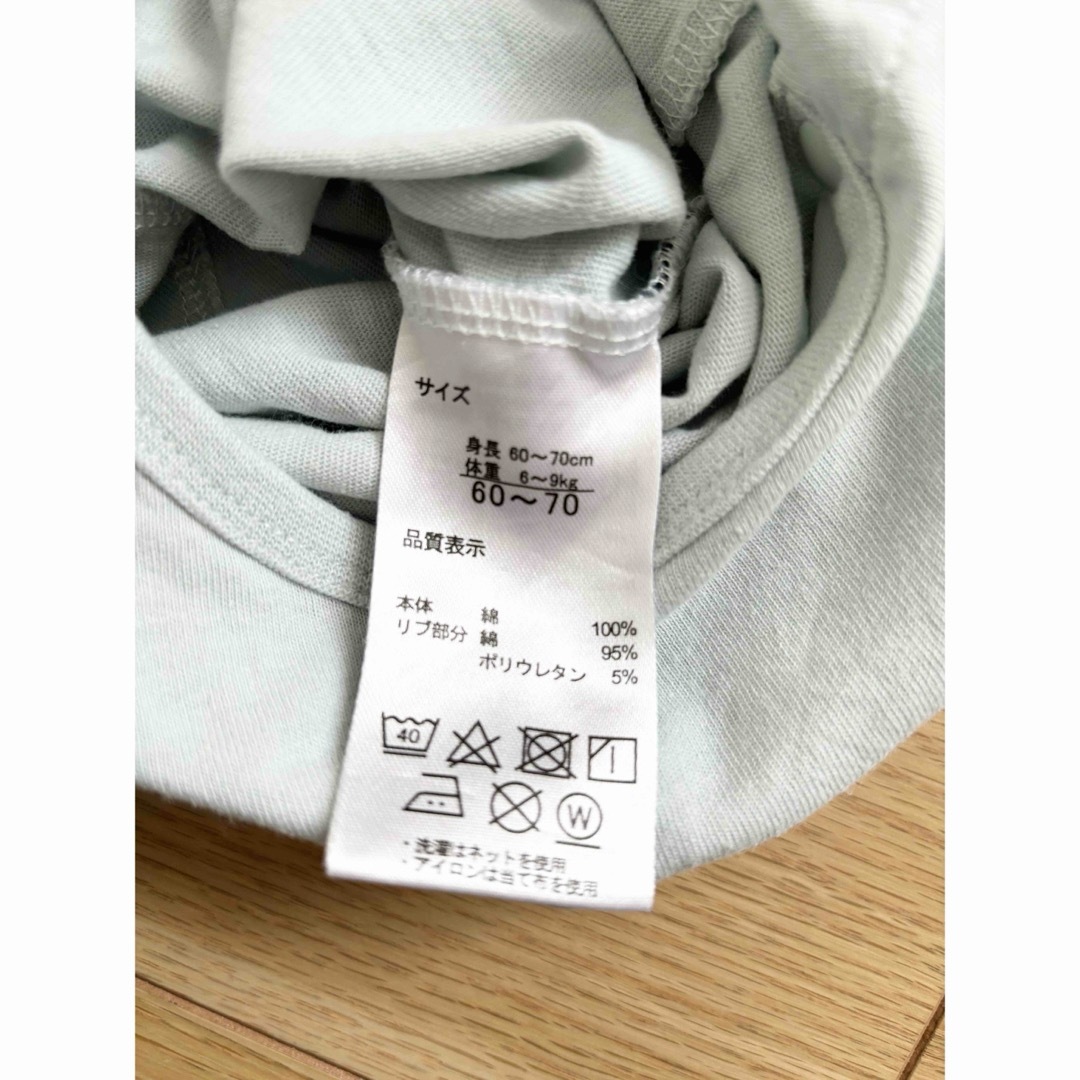 サイズ
身長 60～70cm
体重 6～9kg
60～70
品質表示
本体 綿 100%
リブ部分 綿 95%
ポリウレタン 5%
40
W
・洗濯はネットを使用
・アイロンは当て布を使用